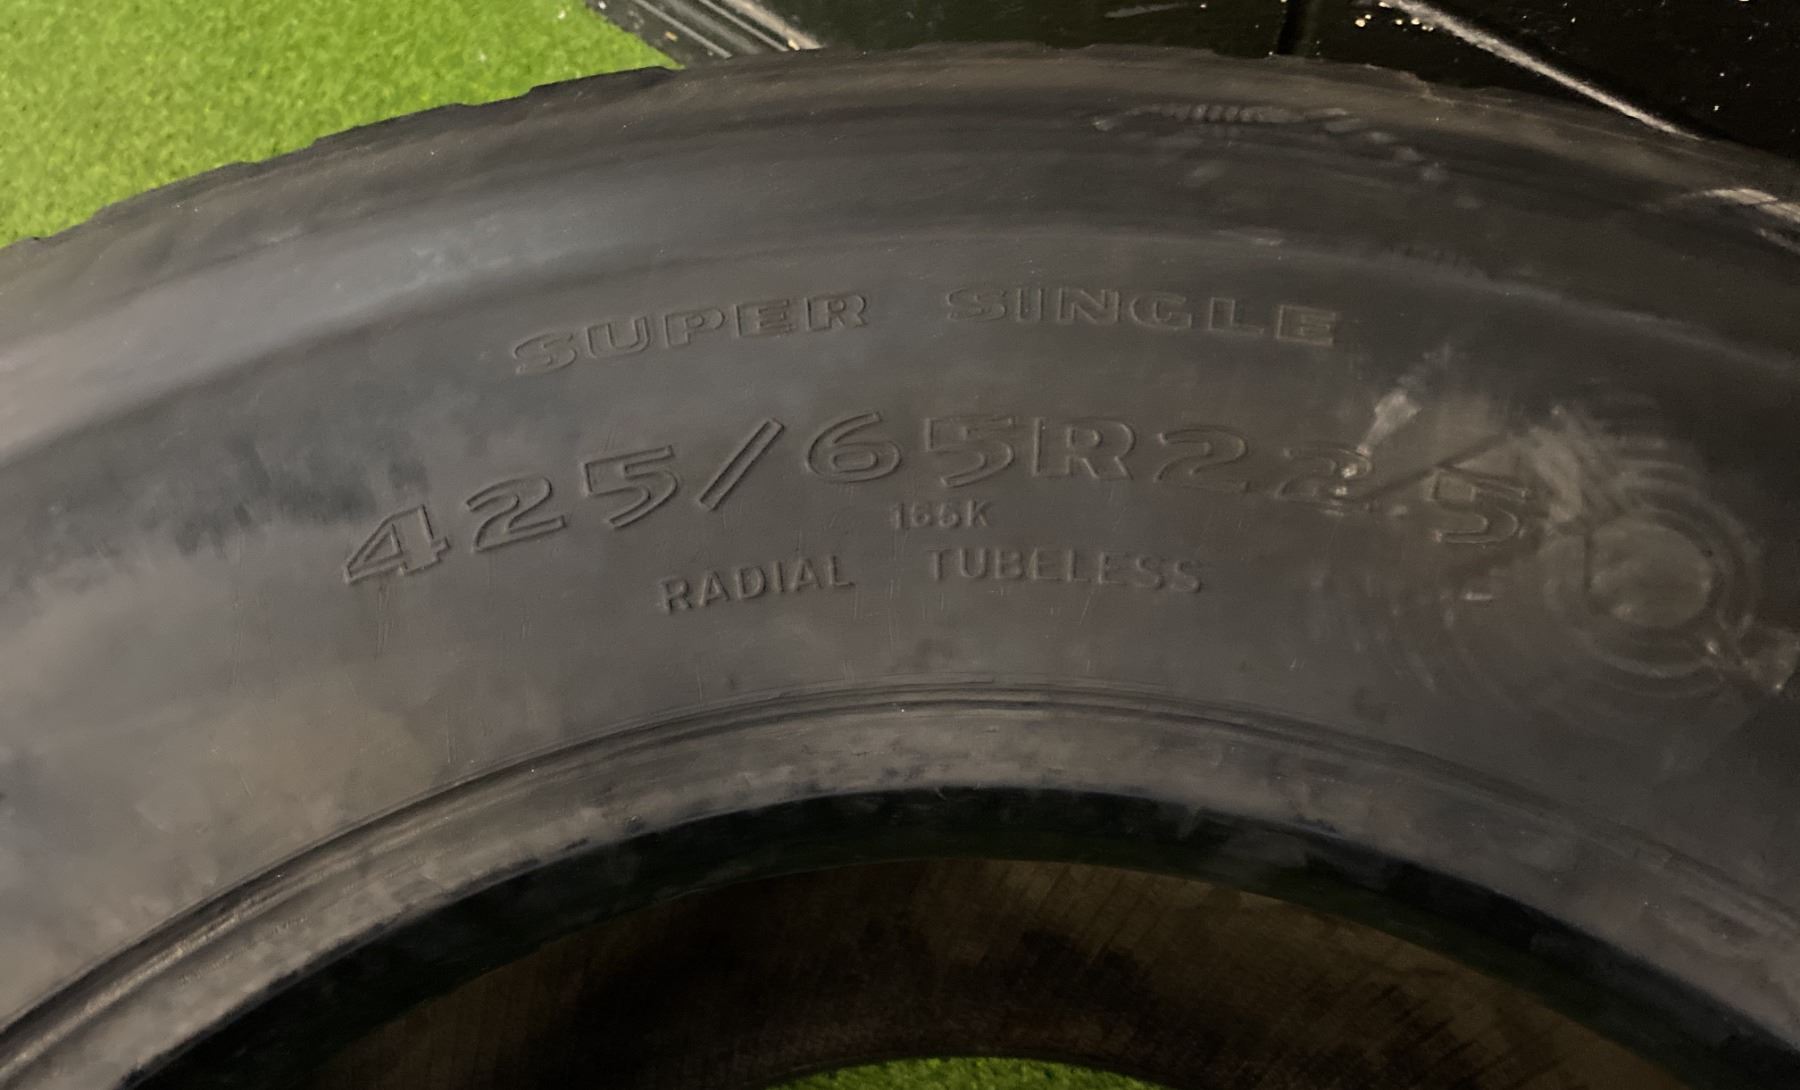 SUPER SINGLE
425/65R22.5
165K
RADIAL TUBELESS